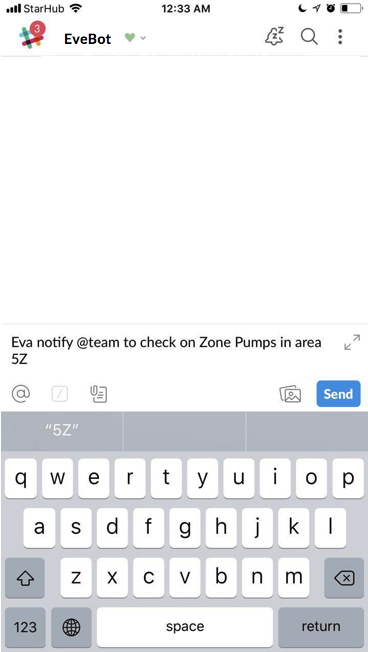 StarHub 12:33 AM
3
EveBot
Eva notify @team to check on Zone Pumps in area
5Z
Send
"5Z"
q w e r t y u i o p
a s d f g h j k l
z x c v b n m
123 space return